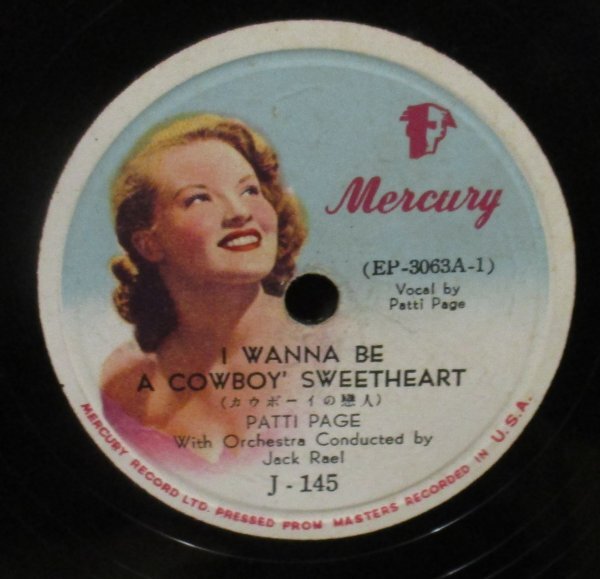 Mercury
(EP-3063A-1)
Vocal by
Patti Page
I WANNA BE
A COWBOY' SWEETHEART
(カウボーイの戀人)
PATTI PAGE
With Orchestra Conducted by
Jack Rael
J - 145
MERCURY RECORD LTD. PRESSED FROM MASTERS RECORDED IN U.S.A.